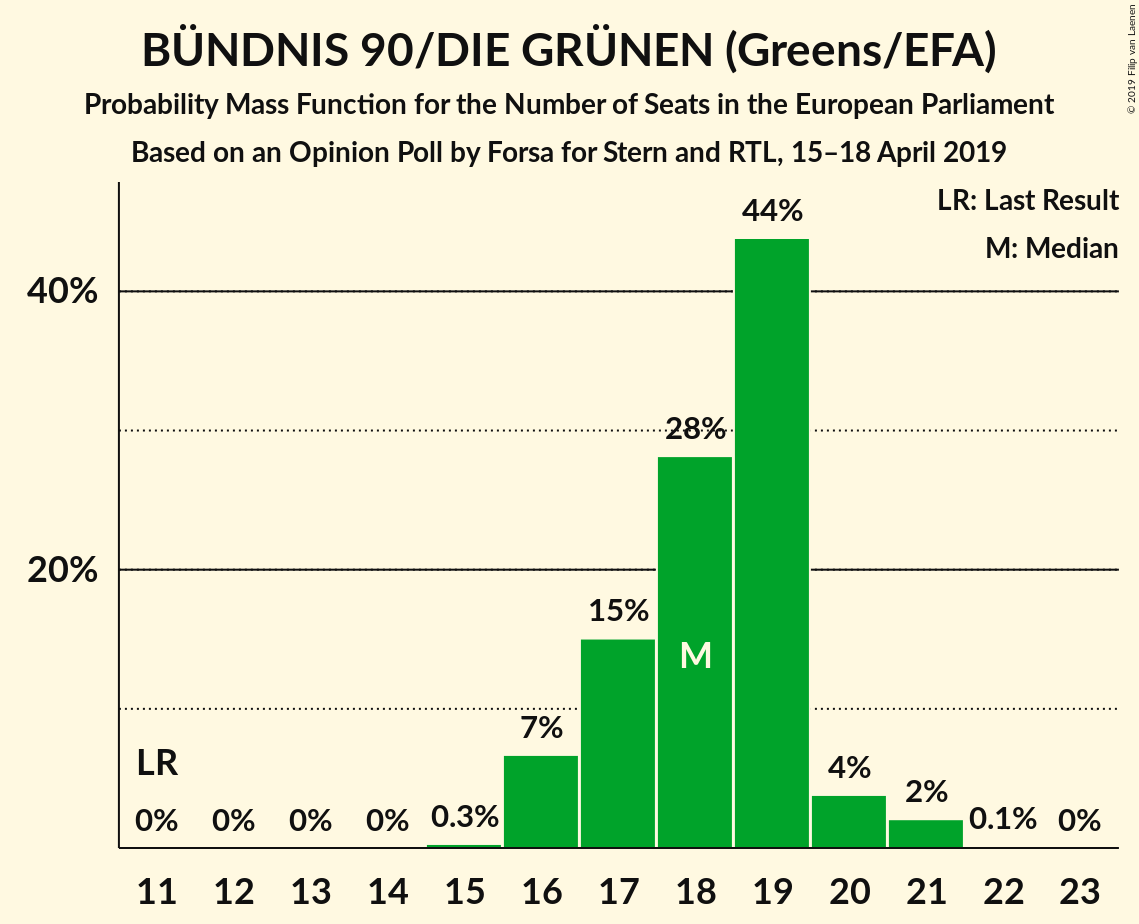 BÜNDNIS 90/DIE GRÜNEN (Greens/EFA)
Probability Mass Function for the Number of Seats in the European Parliament
Based on an Opinion Poll by Forsa for Stern and RTL, 15–18 April 2019
© 2019 Filip van Laenen
LR: Last Result
M: Median
44%
40%
28%
20%
15%
M
7%
LR
4%
2%
0% 0% 0% 0% 0.3% 0.1% 0%
11 12 13 14 15 16 17 18 19 20 21 22 23